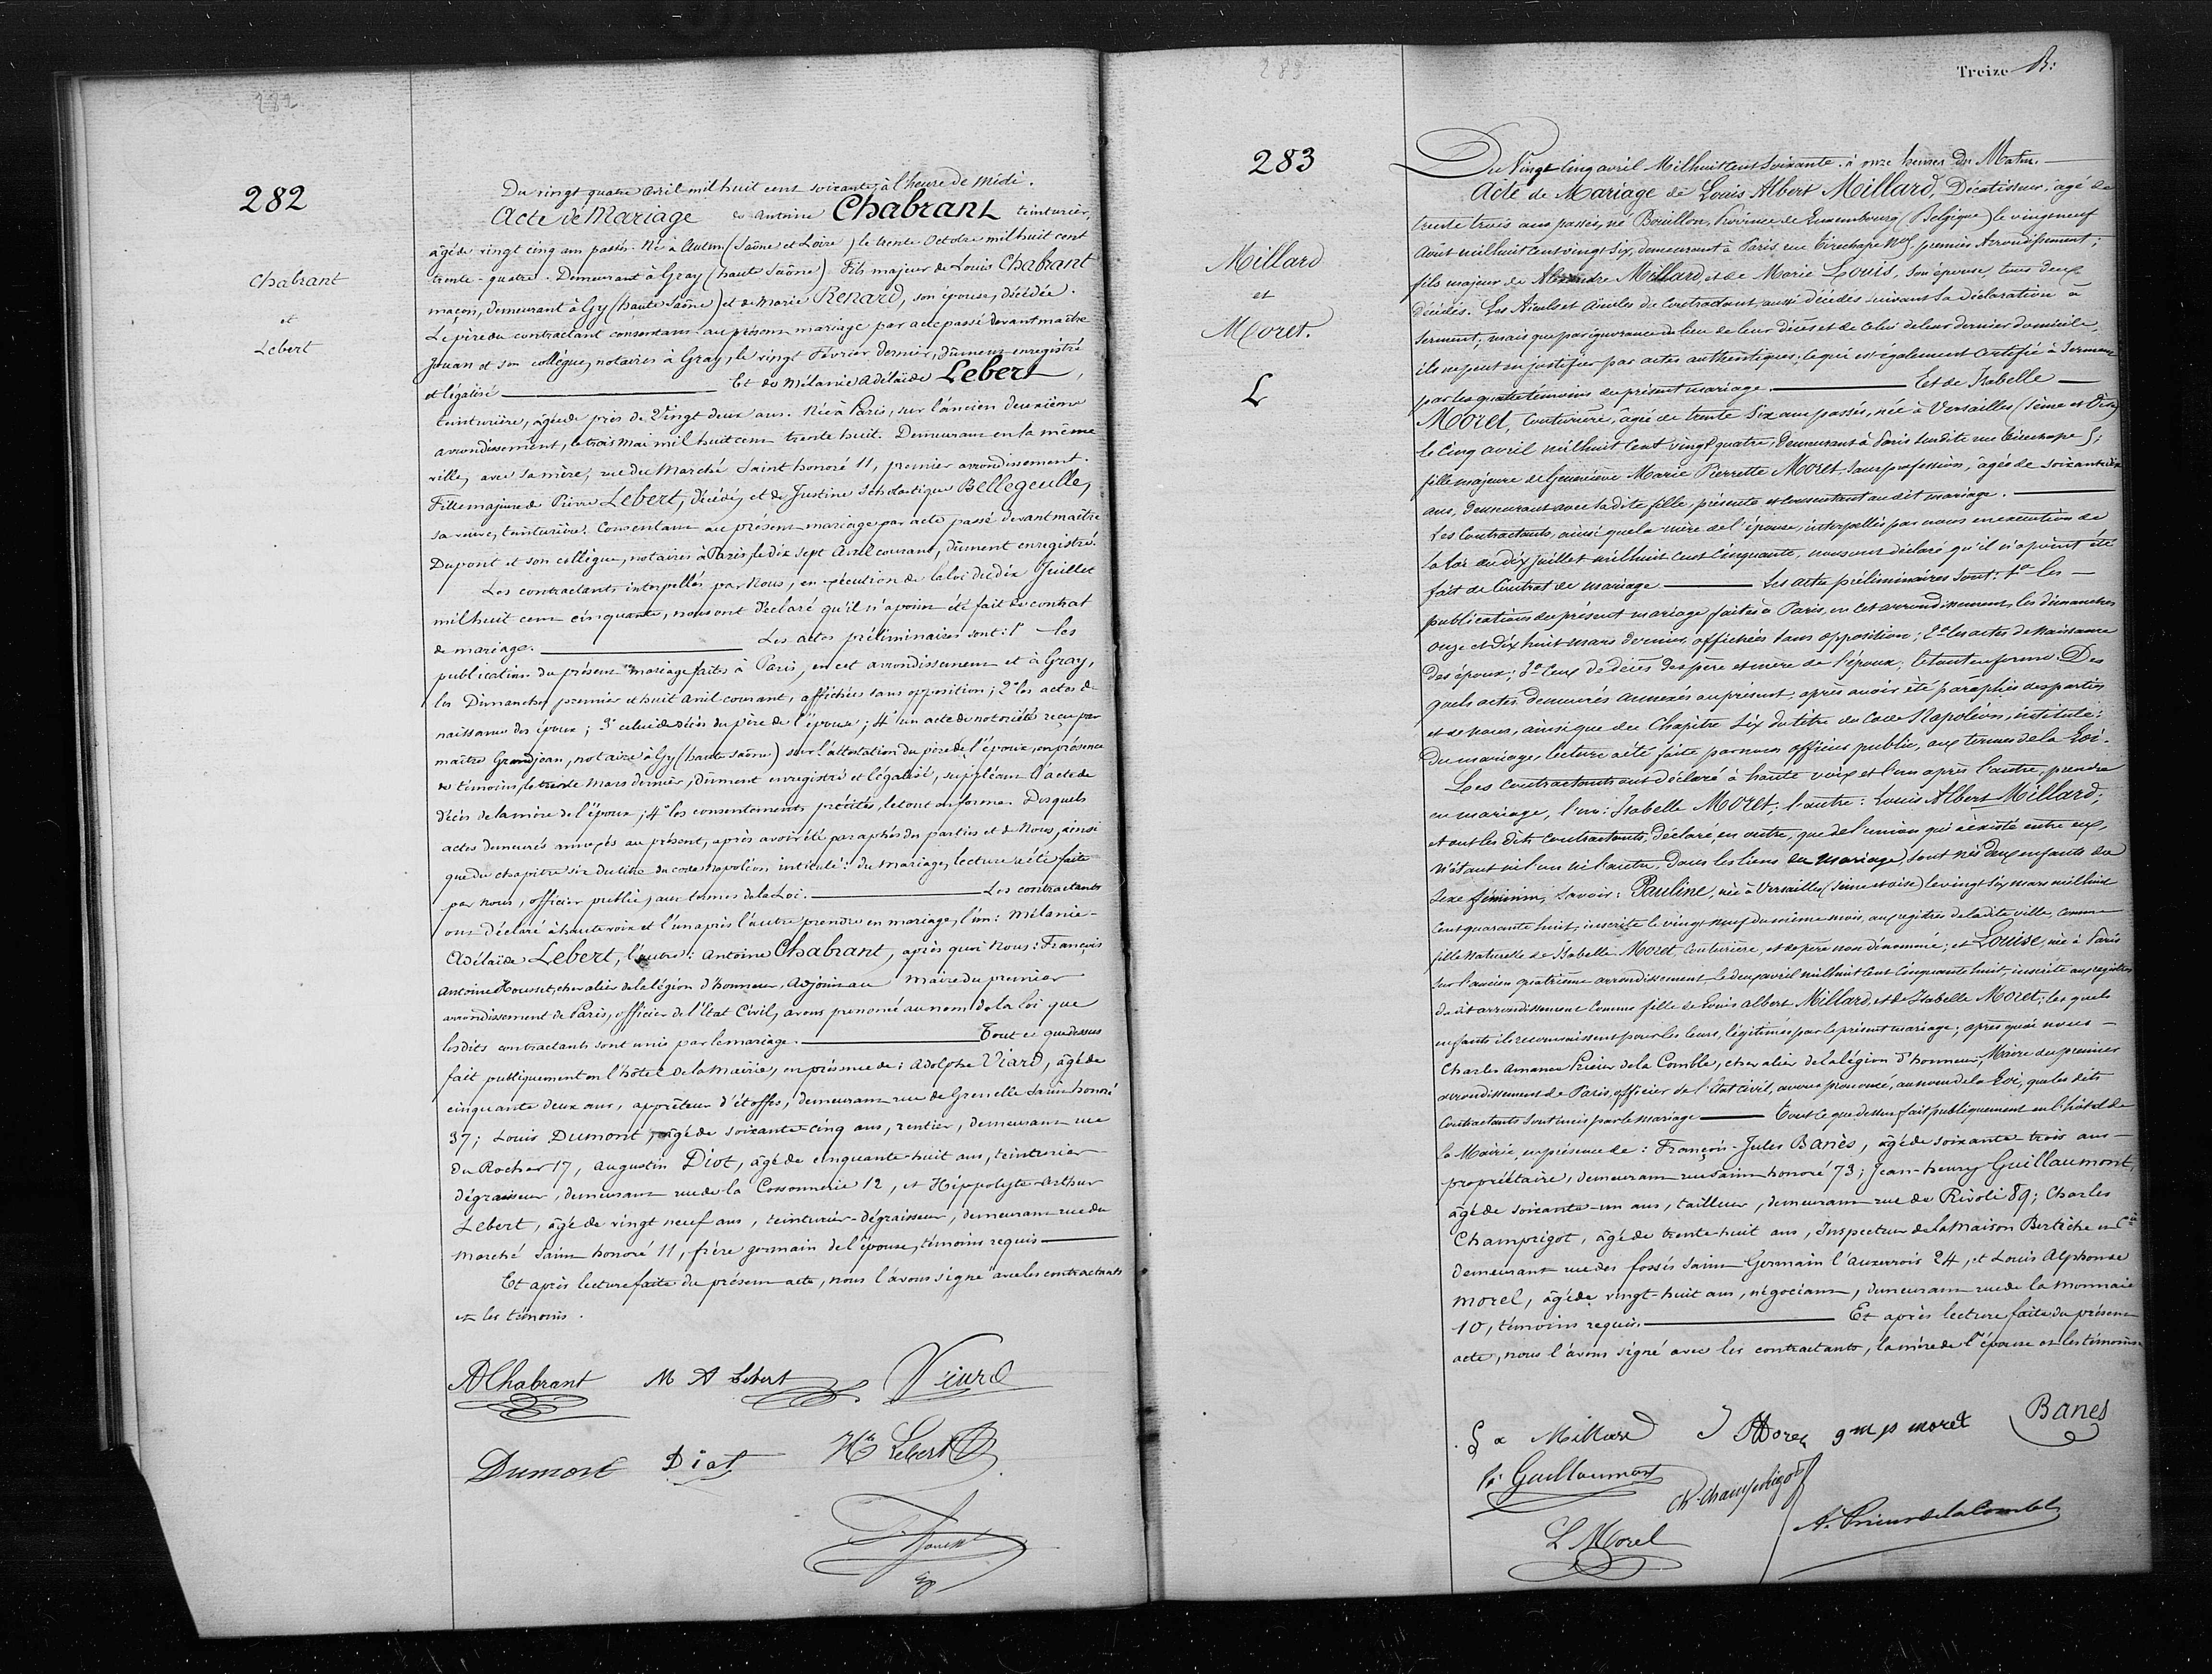 282
282
Chabrant
et
Lebert
Du vingt quatre avril mil huit cent soixante, à l'heure de midi.
Acte de Mariage de Antoine Chabrant teinturier,
âgé de vingt cinq ans passés. Né à Autun (Saône et Loire) le trente Octobre mil huit cent
trente-quatre. Demeurant à Gray (haute Saône) Fils majeur de Louis Chabrant
maçon, demeurant à Gy (haute Saône) et de Marie Renard, son épouse, décédée.
Le père du contractant consentant au présent mariage par acte passé devant maître
Jouan et son collègue, notaires à Gray, le vingt Février dernier, dûment enregistré
et légalisé Et de Mélanie Adélaïde Lebert,
teinturière, âgée de près de Vingt deux ans. Née à Paris, sur l'ancien deuxième
arrondissement, le trois Mai mil huit cent trente huit. Demeurant en la même
ville, avec sa mère, rue du Marché Saint honoré 11, premier arrondissement.
Fille majeure de Pierre Lebert, décédé, et de Justine Scholastique Bellegeulle,
sa veuve, teinturière. Consentante au présent mariage par acte passé devant maître
Dupont et son collègue, notaires à Paris, le dix sept Avril courant, dûment enregistré.
Les contractants interpellés par Nous, en exécution de la loi du dix Juillet
mil huit cent cinquante, nous ont déclaré qu'il n'a point été fait de contrat
de mariage. Les actes préliminaires sont: 1° les
publications du présent mariage faites à Paris, en cet arrondissement et à Gray,
les Dimanches premier et huit avril courant, affichées sans opposition; 2° les actes de
naissance des époux; 3° celui de décès du père de l'épouse; 4° un acte de notoriété reçu par
maître Grandjean, notaire à Gy (haute Saône) sur l'attestation du père de l'époux, en présence
de témoins, le trente Mars dernier, dûment enregistré et légalisé, suppléant l'acte de
décès de la mère de l'époux; 4° les consentements précités, le tout en forme. Desquels
actes demeurés annexés au présent, après avoir été paraphés des parties et de Nous, ainsi
que du chapitre six du titre du code Napoléon intitulé: du mariage, lecture a été faite
par nous, officier public, aux termes de la Loi. Les contractants
ont déclaré à haute voix et l'un après l'autre prendre en mariage, l'un: Mélanie-
Adélaïde Lebert, l'autre: Antoine Chabrant, après quoi Nous: François
Antoine Housset, chevalier de la légion d'honneur, Adjoint au Maire du premier
arrondissement de Paris, officier de l'Etat Civil, avons prononcé au nom de la loi que
lesdits contractants sont unis par le mariage. Tout ce que dessus
fait publiquement en l'hôtel de la Mairie, en présence de: Adolphe Viard, âgé de
cinquante deux ans, apprêteur d'étoffes, demeurant rue de Grenelle Saint honoré
37; Louis Dumont, âgé de soixante cinq ans, rentier, demeurant rue
du Rocher 17, Augustin Diot, âgé de cinquante-huit ans, teinturier-
dégraisseur, demeurant rue de la Cossonnerie 12, et Hippolyte Arthur
Lebert, âgé de vingt neuf ans, teinturier-dégraisseur, demeurant rue du
Marché Saint honoré 11, frère germain de l'épouse, témoins requis
Et après lecture faite du présent acte, nous l'avons signé avec les contractants
et les témoins.
AChabrant M A Lebert Viard
Dumont Diot Hte Lebert
283
Treize
283
Millard
et
Moret.
L
Du Vingt Cinq avril Mil huit Cent Soixante à onze heures du Matin.
Acte de Mariage de Louis Albert Millard, Décatisseur, âgé de
trente trois ans passés, né Bouillon, Province de Luxembourg (Belgique) le vingt neuf
Août mil huit Cent vingt Six, demeurant à Paris rue Tirechape N° 5, premier Arrondissement;
fils majeur de Alexandre Millard, et de Marie Louis, son épouse, tous deux
décédés. Les Aïeuls et aïeules du Contractant aussi décédés suivant sa déclaration à
serment; mais que par ignorance du lieu de leur décès et de celui de leur dernier domicile,
ils ne peut en justifier par actes authentiques; ce qui est également certifié à serment
par les quatre témoins du présent mariage. Et de Isabelle
Moret, Couturière, âgée de trente Six ans passés, née à Versailles (Seine et Oise)
le Cinq avril mil huit Cent vingt quatre, demeurant à Paris susdite rue Tirechape 5;
fille majeure de Geneviève Marie Pierrette Moret, sans profession, âgée de soixante dix
ans, demeurant avec sa dite fille, présente et consentant au dit mariage.
Les Contractants, ainsi que la mère de l'épouse, interpellés par nous en exécution de
la loi du dix Juillet mil huit Cent Cinquante, nous ont déclaré qu'il n'a point été
fait de Contrat de mariage Les actes préliminaires sont: 1° les
publications du présent mariage faites à Paris, en cet arrondissement, les dimanches
onze et Dix huit mars dernier, affichées sans opposition; 2° les actes de Naissance
des époux; 3° Ceux de décès des père et mère de l'époux; le tout en forme. Des
quels actes demeurés annexés au présent, après avoir été paraphés des parties
et de nous, ainsi que du Chapitre Six du titre du Code Napoléon, intitulé:
Du mariage, lecture a été faite par nous officier public, aux termes de la Loi.
Les Contractants ont déclaré à haute voix et l'un après l'autre, prendre
en mariage, l'un: Isabelle Moret; l'autre: Louis Albert Millard;
et ont les dits Contractants, déclaré, en outre, que de l'union qui a existé entre eux,
n'étant ni l'un ni l'autre, dans les liens du mariage, sont nés deux enfants du
Sexe féminin, Savoir: Pauline, née à Versailles (Seine et oise) le vingt Six mars mil huit
Cent quarante huit, inscrite le vingt neuf du même mois, aux registres de la dite ville, Comme
fille Naturelle de Isabelle Moret, Couturière, et de père non dénommé; et Louise, née à Paris
sur l'ancien quatrième arrondissement le deux avril mil huit Cent Cinquante huit, inscrite aux registres
du dit arrondissement Comme fille de Louis albert Millard et de Isabelle Moret; les quels
enfants ils reconnaissent pour les leurs, légitimés par le présent mariage; après quoi nous
Charles Amance Prieur de la Comble, chevalier de la légion d'honneur, Maire du premier
arrondissement de Paris, officier de l'Etat Civil, avons prononcé, au nom de la Loi, que les dits
Contractants sont unis par le mariage Tout ce que dessus fait publiquement en l'hôtel de
la Mairie, en présence de: François-Jules Banès, âgé de soixante-trois ans
propriétaire, demeurant rue Saint honoré 73; Jean-henry Guillaumont,
âgé de soixante-un ans, tailleur, demeurant rue de Rivoli 89; Charles
Champrigot, âgé de trente-huit ans, Inspecteur de la Maison Bertèche et Cie
demeurant rue des fossés Saint Germain l'auxerrois 24, et Louis Alphonse
Morel, âgé de vingt-huit ans, négociant, demeurant rue de la Monnaie
10, témoins requis. Et après lecture faite du présent
acte, nous l'avons signé avec les contractants, la mère de l'épouse et les témoins
L a Millard I Moret g m p moret Banès
Guillaumont Ch. Champrigot
L Morel A. Prieur de la Comble